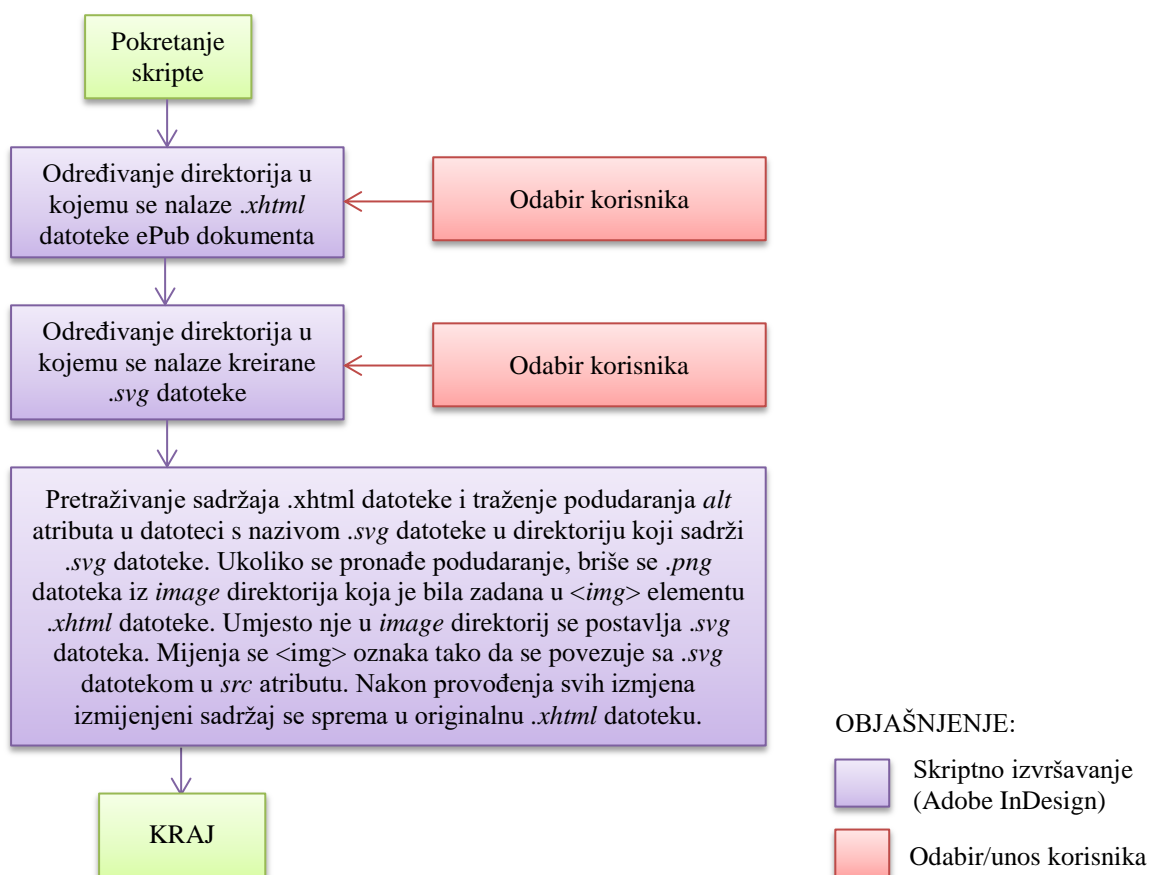 Pokretanje
skripte
Određivanje direktorija u
kojemu se nalaze .xhtml
datoteke ePub dokumenta
Odabir korisnika
Određivanje direktorija u
kojemu se nalaze kreirane
.svg datoteke
Odabir korisnika
Pretraživanje sadržaja .xhtml datoteke i traženje podudaranja alt
atributa u datoteci s nazivom .svg datoteke u direktoriju koji sadrži
.svg datoteke. Ukoliko se pronađe podudaranje, briše se .png
datoteka iz image direktorija koja je bila zadana u <img> elementu
.xhtml datoteke. Umjesto nje u image direktorij se postavlja .svg
datoteka. Mijenja se <img> oznaka tako da se povezuje sa .svg
datotekom u src atributu. Nakon provođenja svih izmjena
izmijenjeni sadržaj se sprema u originalnu .xhtml datoteku.
KRAJ
OBJAŠNJENJE:
Skriptno izvršavanje
(Adobe InDesign)
Odabir/unos korisnika